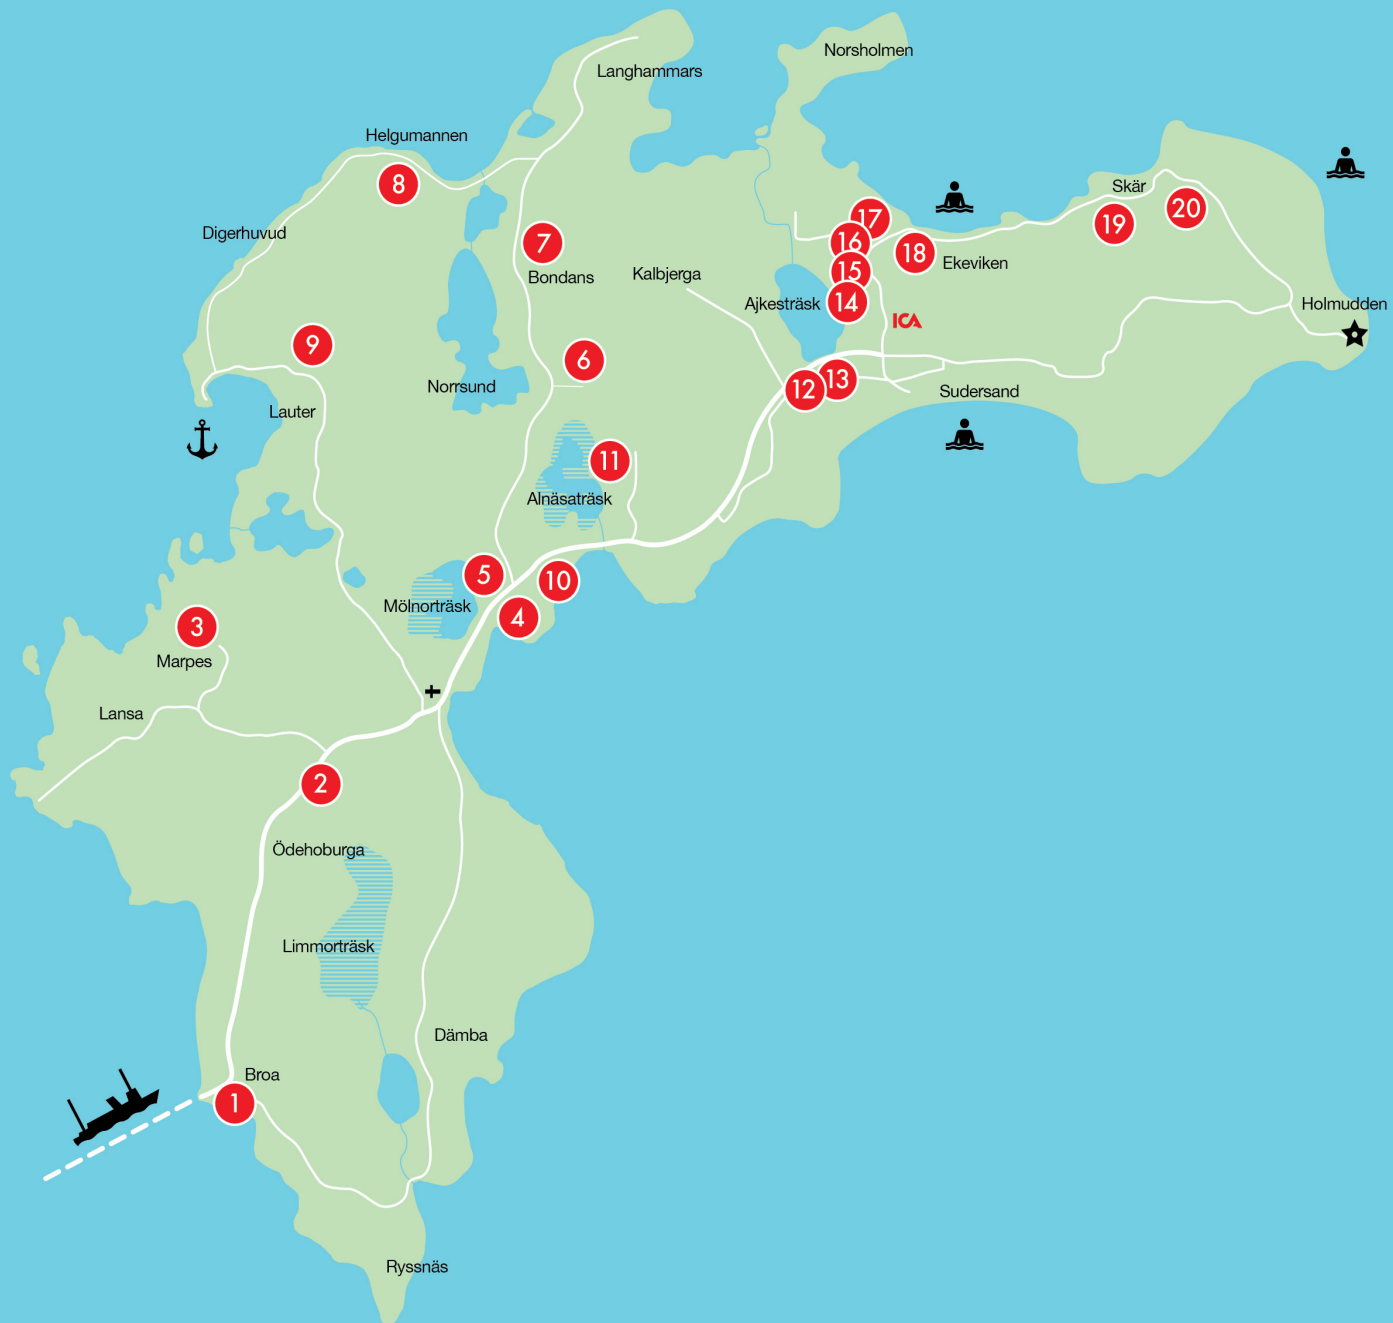 Norsholmen
Langhammars
Helgumannen
8
Skär
17
19
20
Digerhuvud
7
16
18
Ekeviken
Bondans
Kalbjerga
15
Ajkesträsk
14
Holmudden
ICA
9
6
Norrsund
12
13
Sudersand
Lauter
11
Alnäsaträsk
5
10
Mölnorträsk
4
3
Marpes
Lansa
2
Ödehoburga
Limmorträsk
Dämba
Broa
1
Ryssnäs